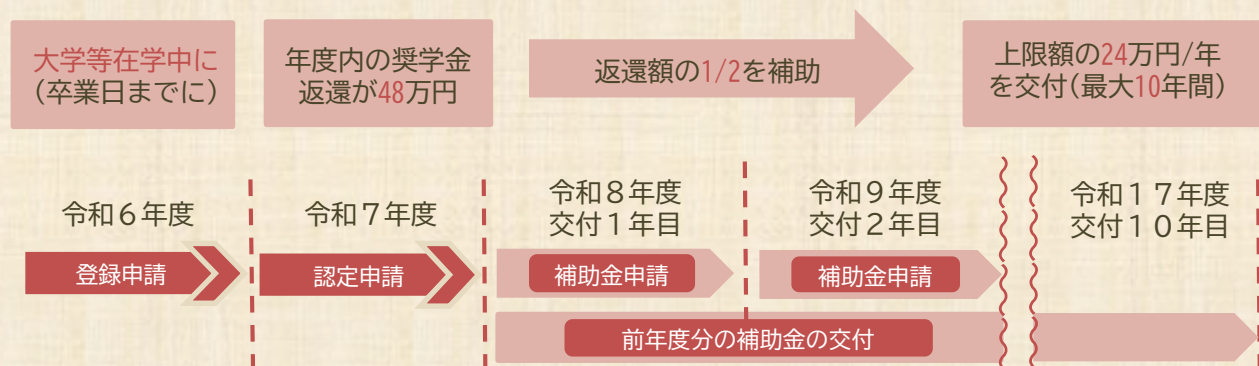 大学等在学中に
(卒業日までに)
年度内の奨学金
返還が48万円
返還額の1/2を補助
上限額の24万円/年
を交付(最大10年間)
令和６年度
令和７年度
令和８年度
交付１年目
令和９年度
交付２年目
令和１７年度
交付１０年目
登録申請
認定申請
補助金申請
補助金申請
前年度分の補助金の交付